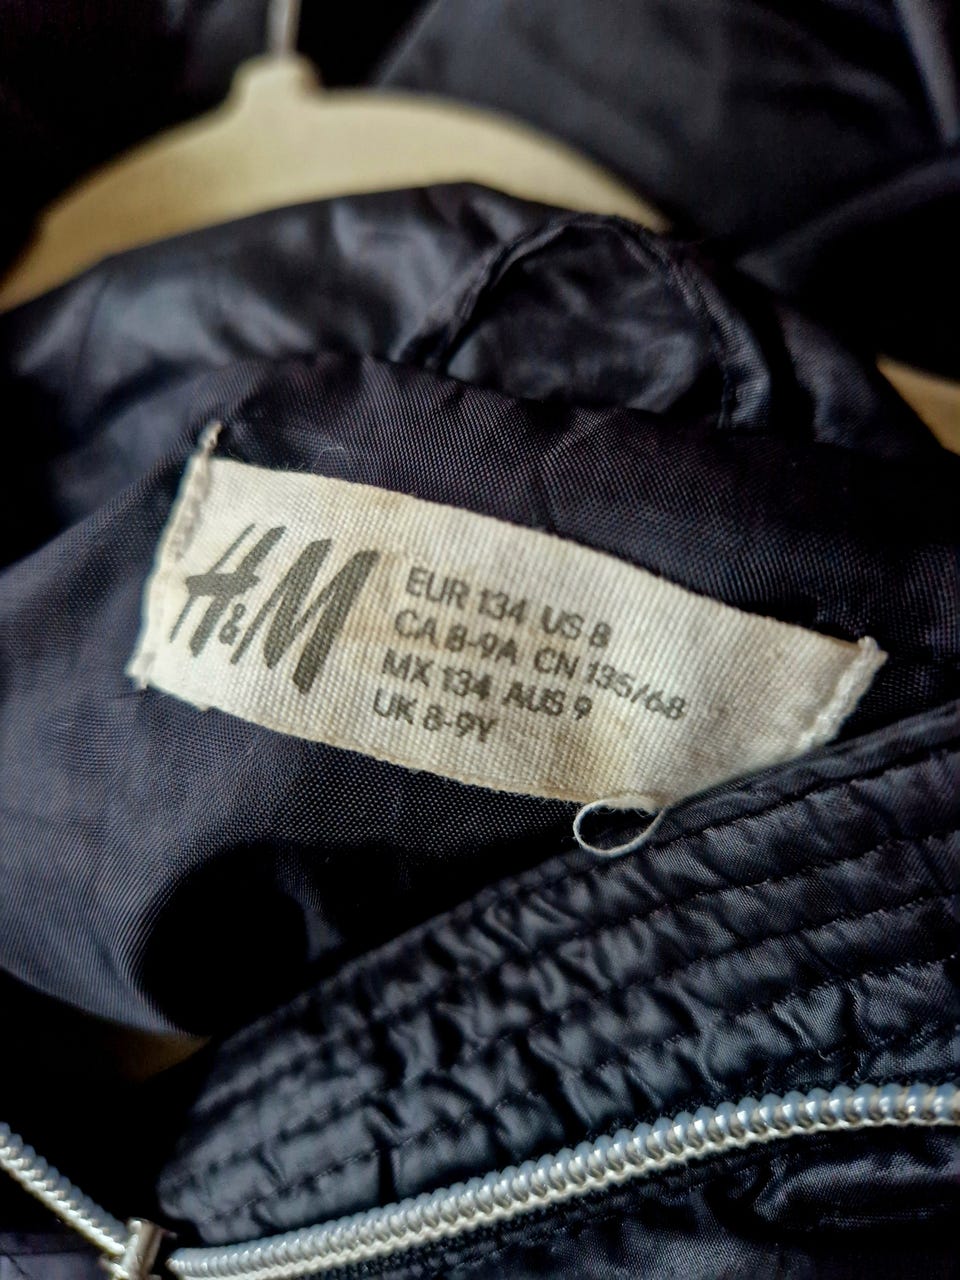 H&M
EUR 134 US 8
CA 8-9A CN 135/68
MX 134 AUS 9
UK 8-9Y